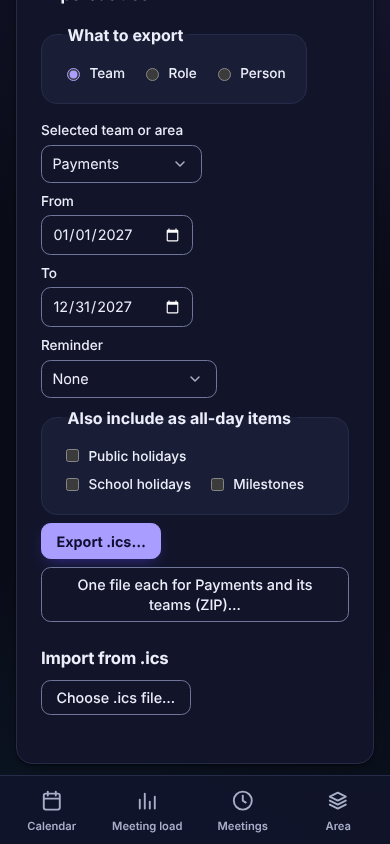 What to export
Team
Role
Person
Selected team or area
Payments
From
01/01/2027
To
12/31/2027
Reminder
None
Also include as all-day items
Public holidays
School holidays
Milestones
Export .ics...
One file each for Payments and its
teams (ZIP)...
Import from .ics
Choose .ics file...
Calendar
Meeting load
Meetings
Area